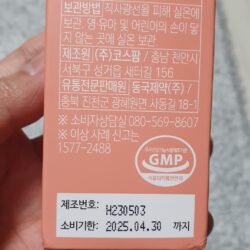 보관방법 직사광선을 피해 실온에
보관. 영·유아 및 어린이의 손이 닿
지 않는 곳에 실온 보관
제조원 (주)코스팜 / 충남 천안시
서북구 성거읍 새터길 156
유통전문판매원 동국제약(주) /
충북 진천군 광혜원면 사동길 18-1
※ 소비자상담실 080-569-8607
※ 이상 사례 신고는
1577-2488
GMP
제조번호: H230503
소비기한: 2025.04.30 까지